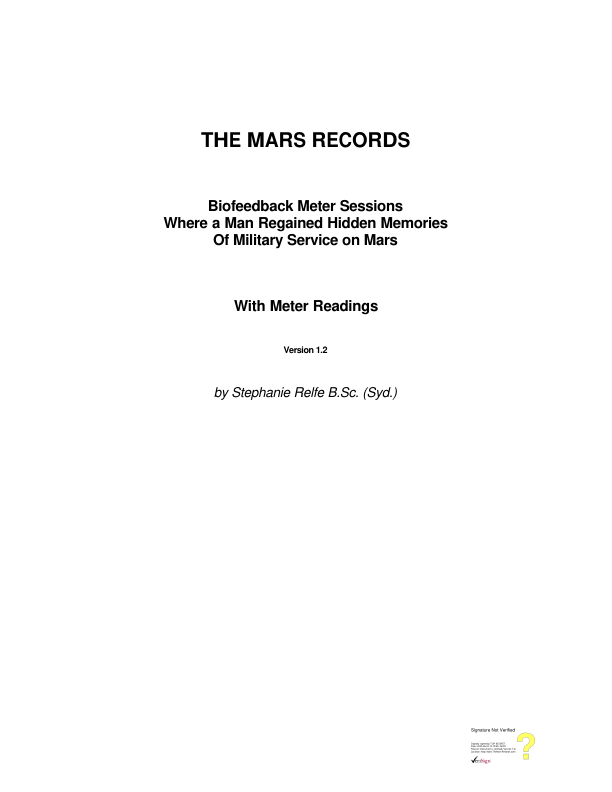 THE MARS RECORDS
Biofeedback Meter Sessions
Where a Man Regained Hidden Memories
Of Military Service on Mars
With Meter Readings
Version 1.2
by Stephanie Relfe B.Sc. (Syd.)
Signature Not Verified
?
VeriSign